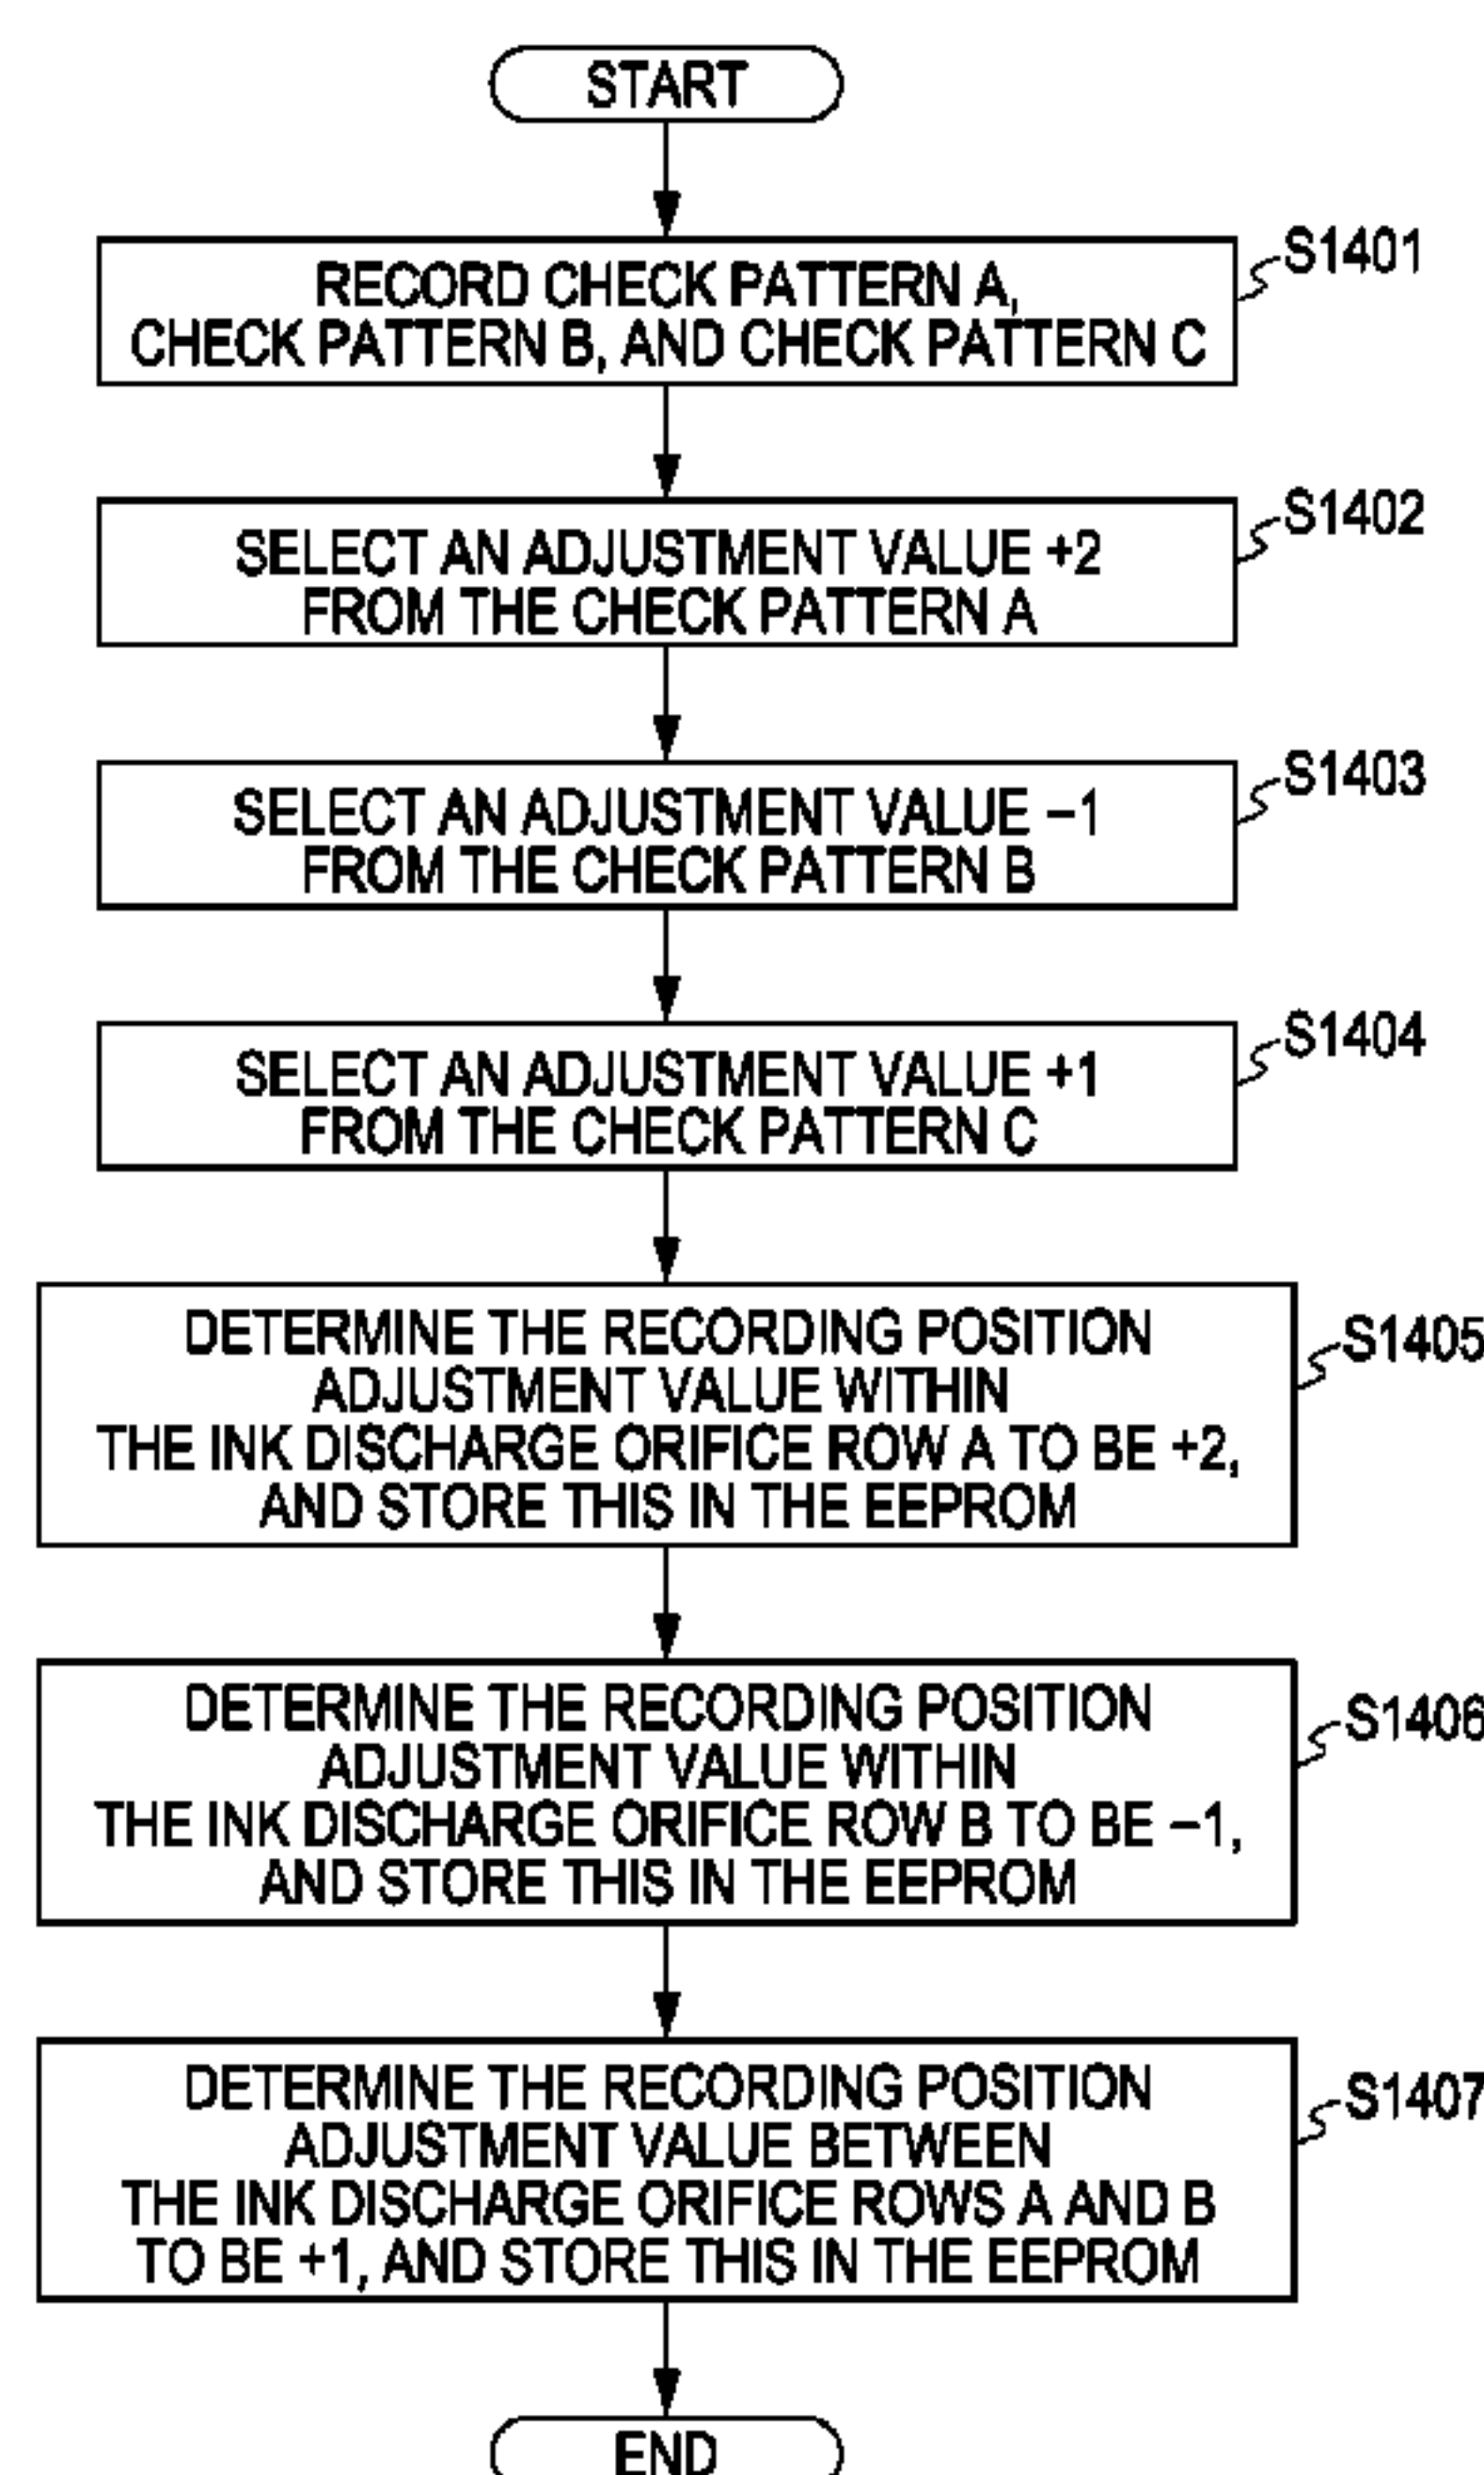 START
S1401
RECORD CHECK PATTERN A,
CHECK PATTERN B, AND CHECK PATTERN C
S1402
SELECT AN ADJUSTMENT VALUE +2
FROM THE CHECK PATTERN A
S1403
SELECT AN ADJUSTMENT VALUE −1
FROM THE CHECK PATTERN B
S1404
SELECT AN ADJUSTMENT VALUE +1
FROM THE CHECK PATTERN C
S1405
DETERMINE THE RECORDING POSITION
ADJUSTMENT VALUE WITHIN
THE INK DISCHARGE ORIFICE ROW A TO BE +2,
AND STORE THIS IN THE EEPROM
S1406
DETERMINE THE RECORDING POSITION
ADJUSTMENT VALUE WITHIN
THE INK DISCHARGE ORIFICE ROW B TO BE −1,
AND STORE THIS IN THE EEPROM
S1407
DETERMINE THE RECORDING POSITION
ADJUSTMENT VALUE BETWEEN
THE INK DISCHARGE ORIFICE ROWS A AND B
TO BE +1, AND STORE THIS IN THE EEPROM
END